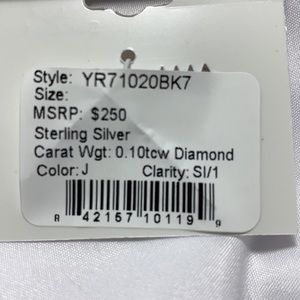 Style: YR71020BK7
Size:
MSRP: $250
Sterling Silver
Carat Wgt: 0.10tcw Diamond
Color: J Clarity: SI/1
8 42157 10119 9